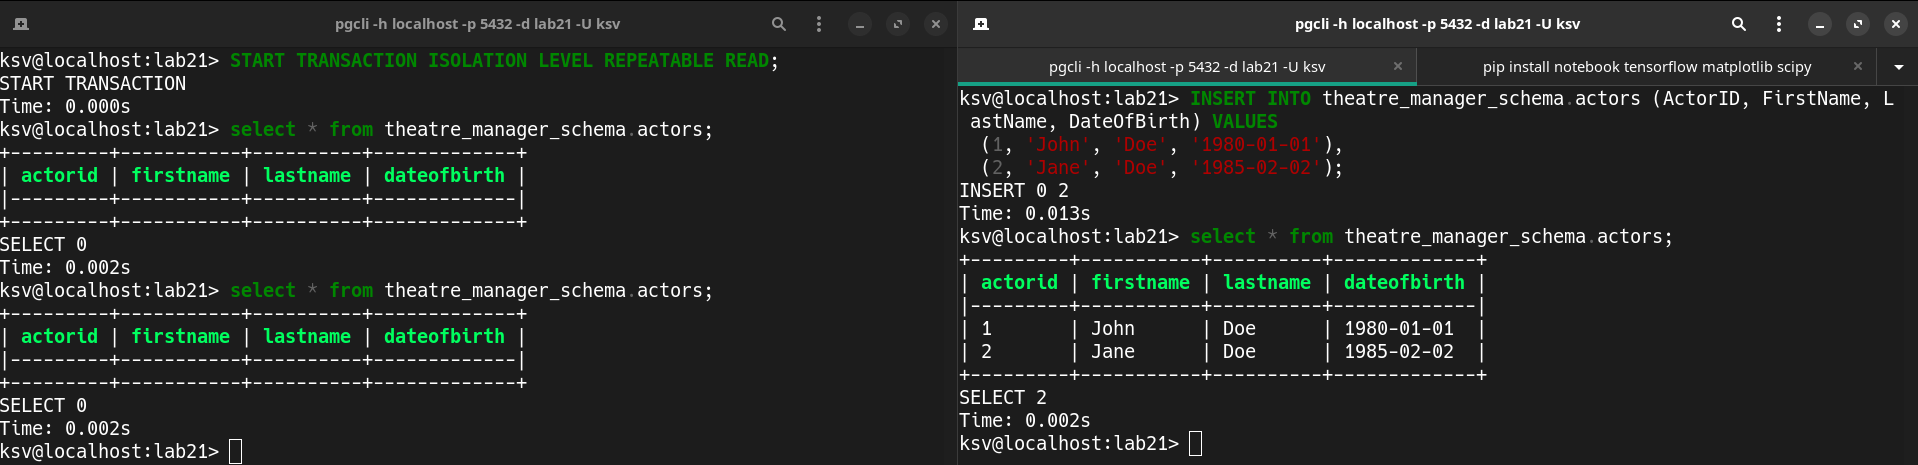 pgcli -h localhost -p 5432 -d lab21 -U ksv
ksv@localhost:lab21> START TRANSACTION ISOLATION LEVEL REPEATABLE READ;
START TRANSACTION
Time: 0.000s
ksv@localhost:lab21> select * from theatre_manager_schema.actors;
+---------+-----------+----------+-------------+
| actorid | firstname | lastname | dateofbirth |
|---------+-----------+----------+-------------|
+---------+-----------+----------+-------------+
SELECT 0
Time: 0.002s
ksv@localhost:lab21> select * from theatre_manager_schema.actors;
+---------+-----------+----------+-------------+
| actorid | firstname | lastname | dateofbirth |
|---------+-----------+----------+-------------|
+---------+-----------+----------+-------------+
SELECT 0
Time: 0.002s
ksv@localhost:lab21>
pgcli -h localhost -p 5432 -d lab21 -U ksv
pgcli -h localhost -p 5432 -d lab21 -U ksv
pip install notebook tensorflow matplotlib scipy
ksv@localhost:lab21> INSERT INTO theatre_manager_schema.actors (ActorID, FirstName, L
astName, DateOfBirth) VALUES
(1, 'John', 'Doe', '1980-01-01'),
(2, 'Jane', 'Doe', '1985-02-02');
INSERT 0 2
Time: 0.013s
ksv@localhost:lab21> select * from theatre_manager_schema.actors;
+---------+-----------+----------+-------------+
| actorid | firstname | lastname | dateofbirth |
|---------+-----------+----------+-------------|
| 1       | John      | Doe      | 1980-01-01  |
| 2       | Jane      | Doe      | 1985-02-02  |
+---------+-----------+----------+-------------+
SELECT 2
Time: 0.002s
ksv@localhost:lab21>